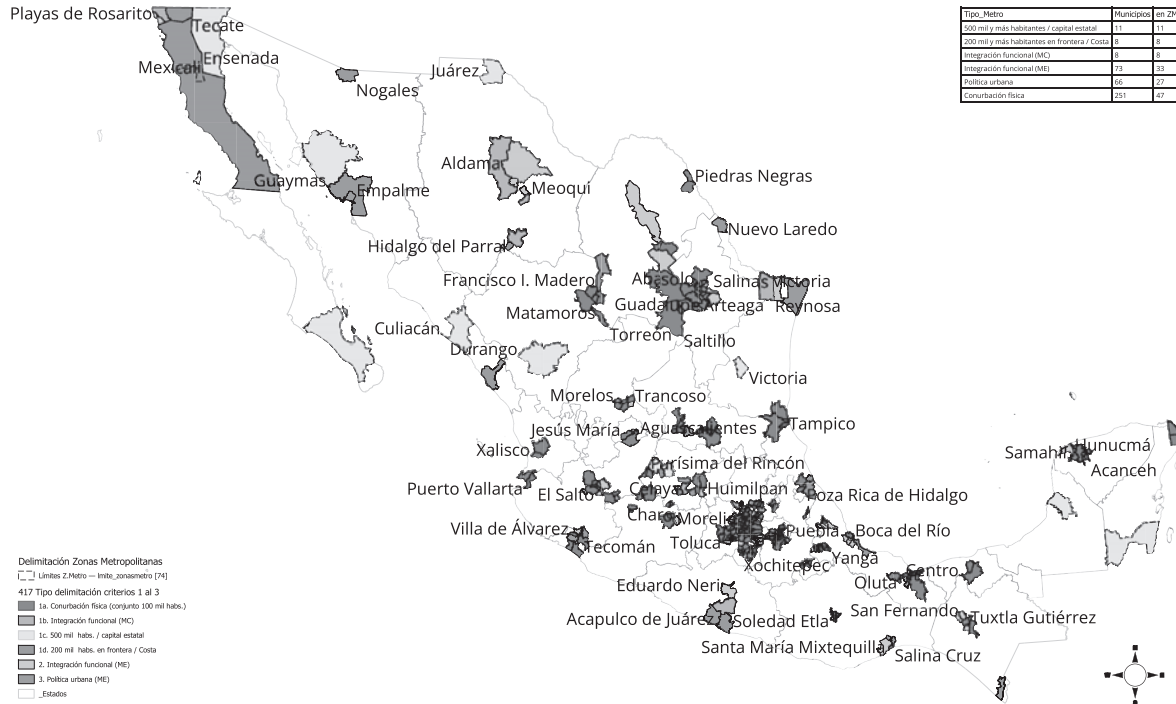 Playas de Rosarito
Tecate
Ensenada
Mexicali
Nogales
Juárez
Tipo_Metro Municipios en ZM
500 mil y más habitantes / capital estatal 11 11
200 mil y más habitantes en frontera / Costa 8 8
Integración funcional (MC) 8 8
Integración funcional (ME) 73 33
Política urbana 66 27
Conurbación física 251 47
Aldama
Meoqui
Guaymas
Empalme
Piedras Negras
Nuevo Laredo
Hidalgo del Parral
Francisco I. Madero
Abasolo
Salinas Victoria
Matamoros
Guadalupe
Arteaga
Reynosa
Culiacán
Torreón
Saltillo
Durango
Victoria
Morelos
Trancoso
Jesús María
Aguascalientes
Tampico
Xalisco
Purísima del Rincón
Samahil
Hunucmá
Acanceh
Puerto Vallarta
El Salto
Celaya
Huimilpan
Poza Rica de Hidalgo
Charo
Morelia
Villa de Álvarez
Tecomán
Toluca
Puebla
Boca del Río
Xochitepec
Yanga
Eduardo Neri
Oluta
Centro
Acapulco de Juárez
Soledad Etla
San Fernando
Tuxtla Gutiérrez
Santa María Mixtequilla
Salina Cruz
Delimitación Zonas Metropolitanas
Límites Z.Metro — lmite_zonasmetro [74]
417 Tipo delimitación criterios 1 al 3
1a. Conurbación física (conjunto 100 mil habs.)
1b. Integración funcional (MC)
1c. 500 mil habs. / capital estatal
1d. 200 mil habs. en frontera / Costa
2. Integración funcional (ME)
3. Política urbana (ME)
_Estados